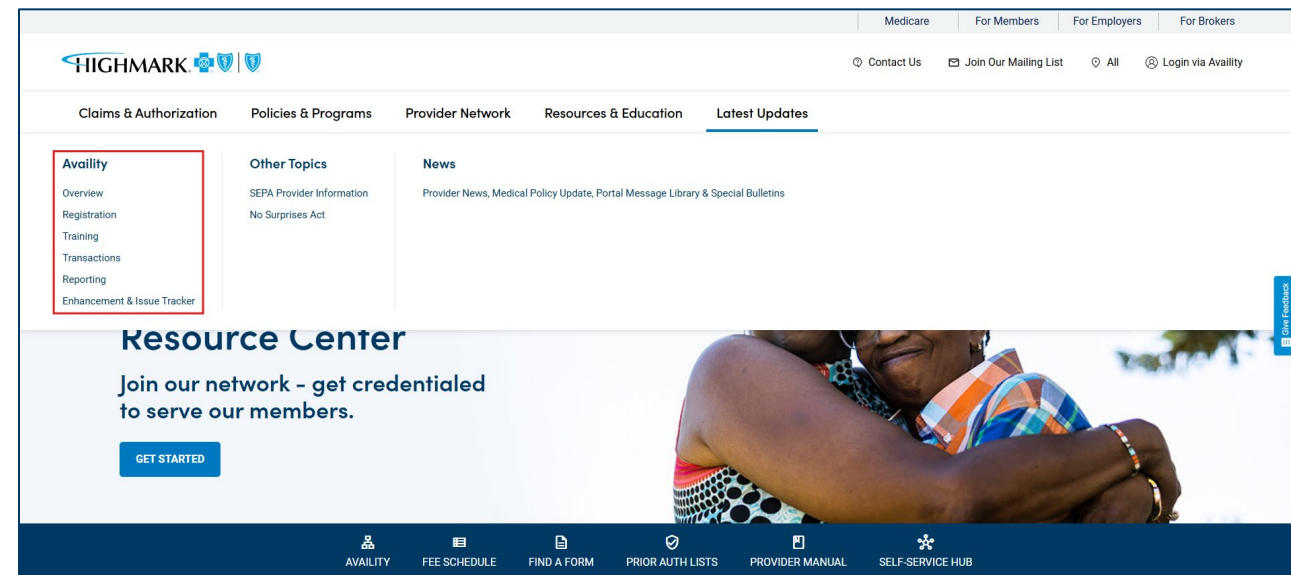 Medicare For Members For Employers For Brokers
HIGHMARK
Contact Us Join Our Mailing List All Login via Availity
Claims & Authorization Policies & Programs Provider Network Resources & Education Latest Updates
Availity
Overview
Registration
Training
Transactions
Reporting
Enhancement & Issue Tracker
Other Topics
SEPA Provider Information
No Surprises Act
News
Provider News, Medical Policy Update, Portal Message Library & Special Bulletins
Give Feedback
Resource Center
Join our network - get credentialed
to serve our members.
GET STARTED
AVAILITY FEE SCHEDULE FIND A FORM PRIOR AUTH LISTS PROVIDER MANUAL SELF-SERVICE HUB